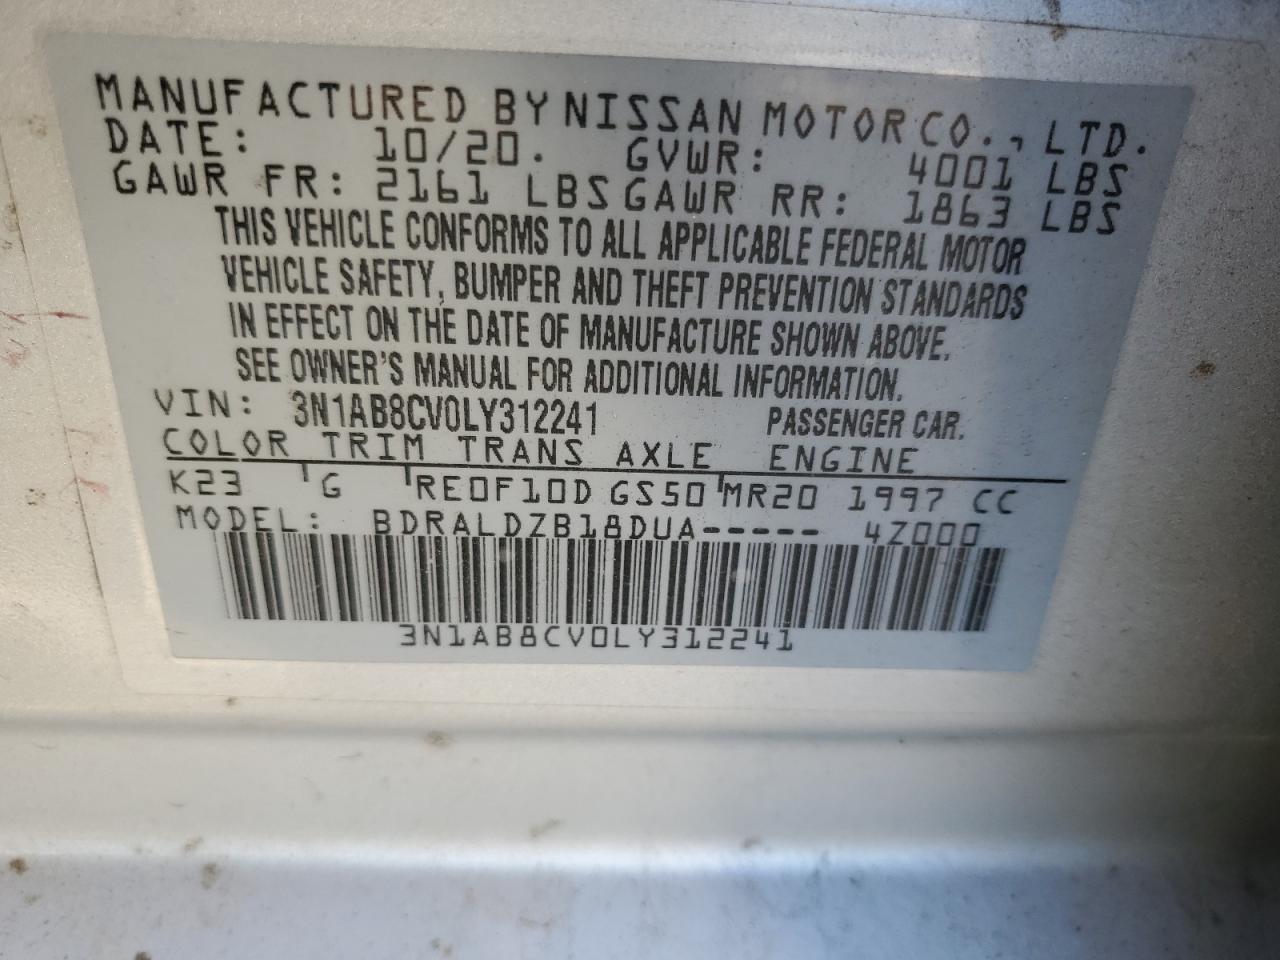 MANUFACTURED BY NISSAN MOTOR CO., LTD.
DATE: 10/20. GVWR: 4001 LBS
GAWR FR: 2161 LBS GAWR RR: 1863 LBS
THIS VEHICLE CONFORMS TO ALL APPLICABLE FEDERAL MOTOR
VEHICLE SAFETY, BUMPER AND THEFT PREVENTION STANDARDS
IN EFFECT ON THE DATE OF MANUFACTURE SHOWN ABOVE.
SEE OWNER'S MANUAL FOR ADDITIONAL INFORMATION.
VIN: 3N1AB8CV0LY312241 PASSENGER CAR.
COLOR TRIM TRANS AXLE ENGINE
K23 G RE0F10D GS50 MR20 1997 CC
MODEL: BDRALDZB18DUA----- 4Z000
3N1AB8CV0LY312241